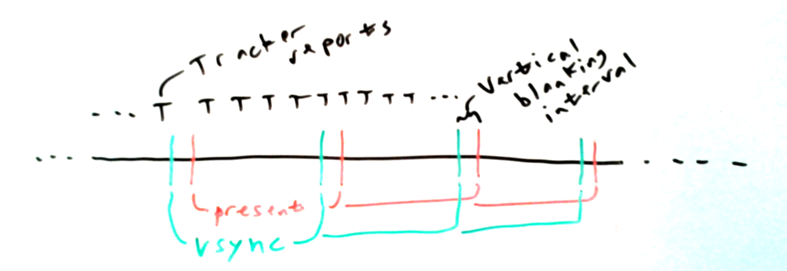 Tracker
reports
... T T T T T T T T T T ...
vertical
blanking
interval
present
vsync